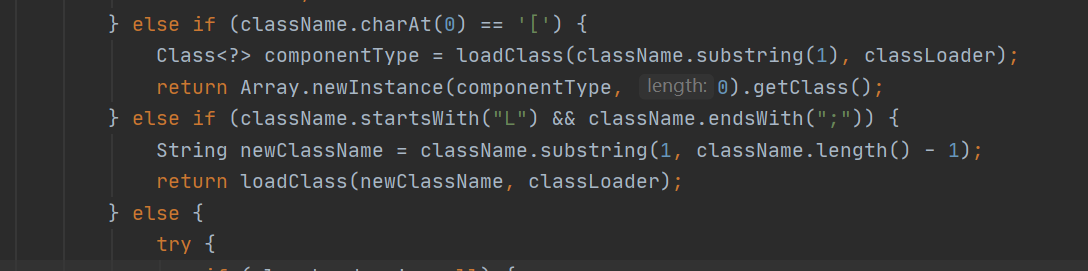 } else if (className.charAt(0) == '[') {
Class<?> componentType = loadClass(className.substring(1), classLoader);
return Array.newInstance(componentType, length: 0).getClass();
} else if (className.startsWith("L") && className.endsWith(";")) {
String newClassName = className.substring(1, className.length() - 1);
return loadClass(newClassName, classLoader);
} else {
try {